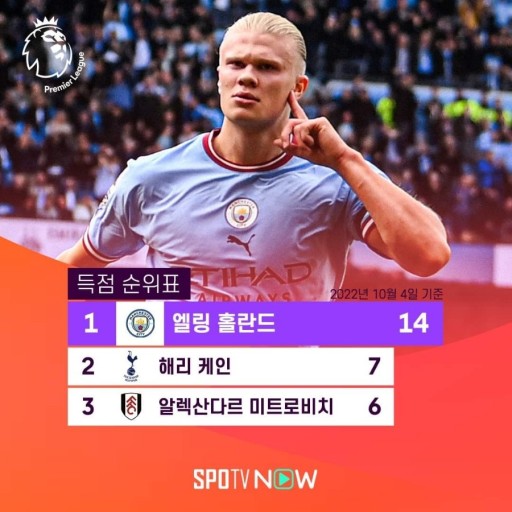 Premier League
ETIHAD
AIRWAYS
득점 순위표
2022년 10월 4일 기준
1 엘링 홀란드 14
2 해리 케인 7
3 알렉산다르 미트로비치 6
SPOTV NOW